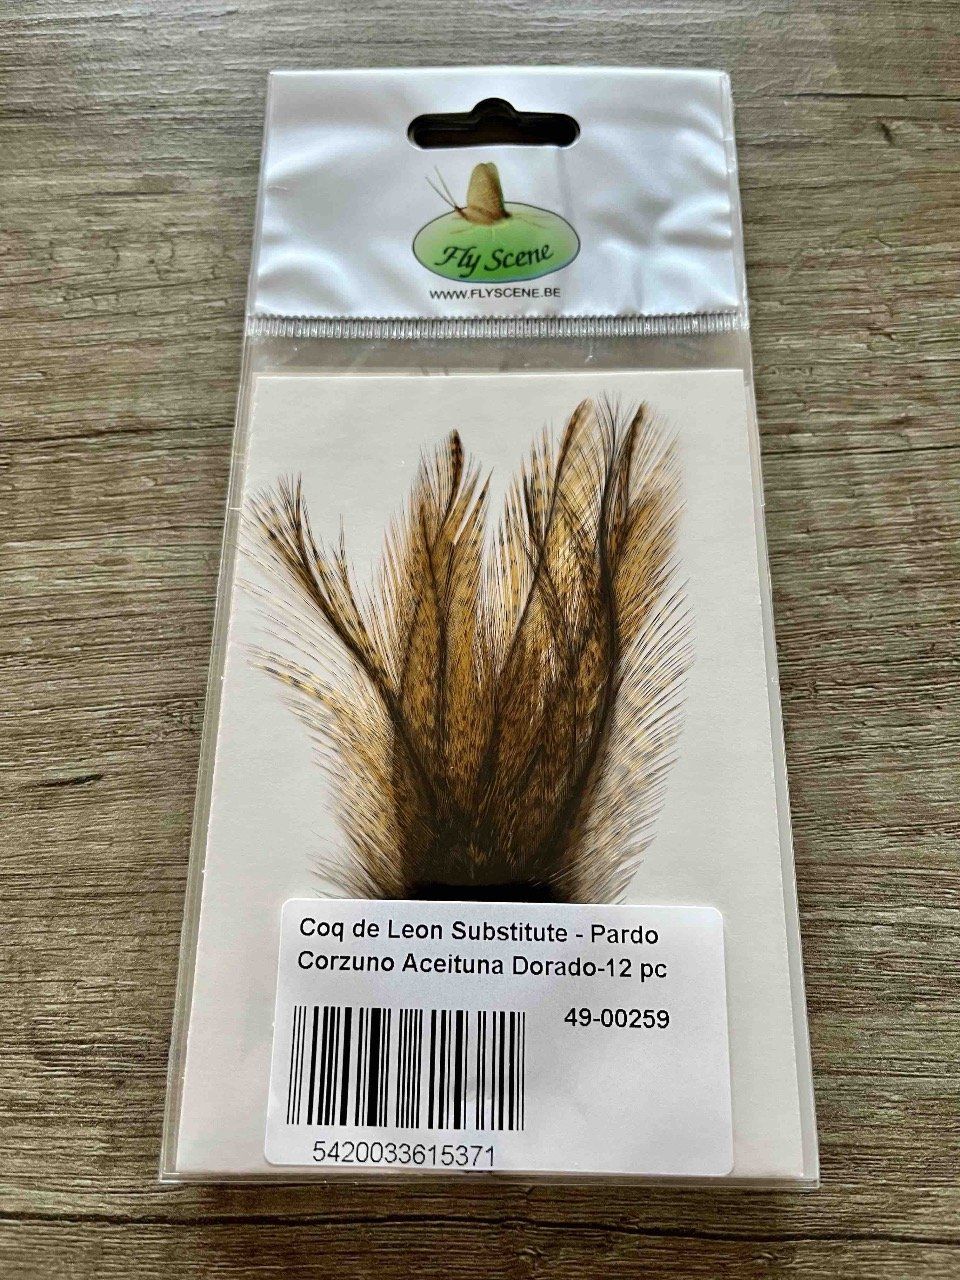 Fly Scene
WWW.FLYSCENE.BE
Coq de Leon Substitute - Pardo
Corzuno Aceituna Dorado-12 pc
49-00259
5420033615371